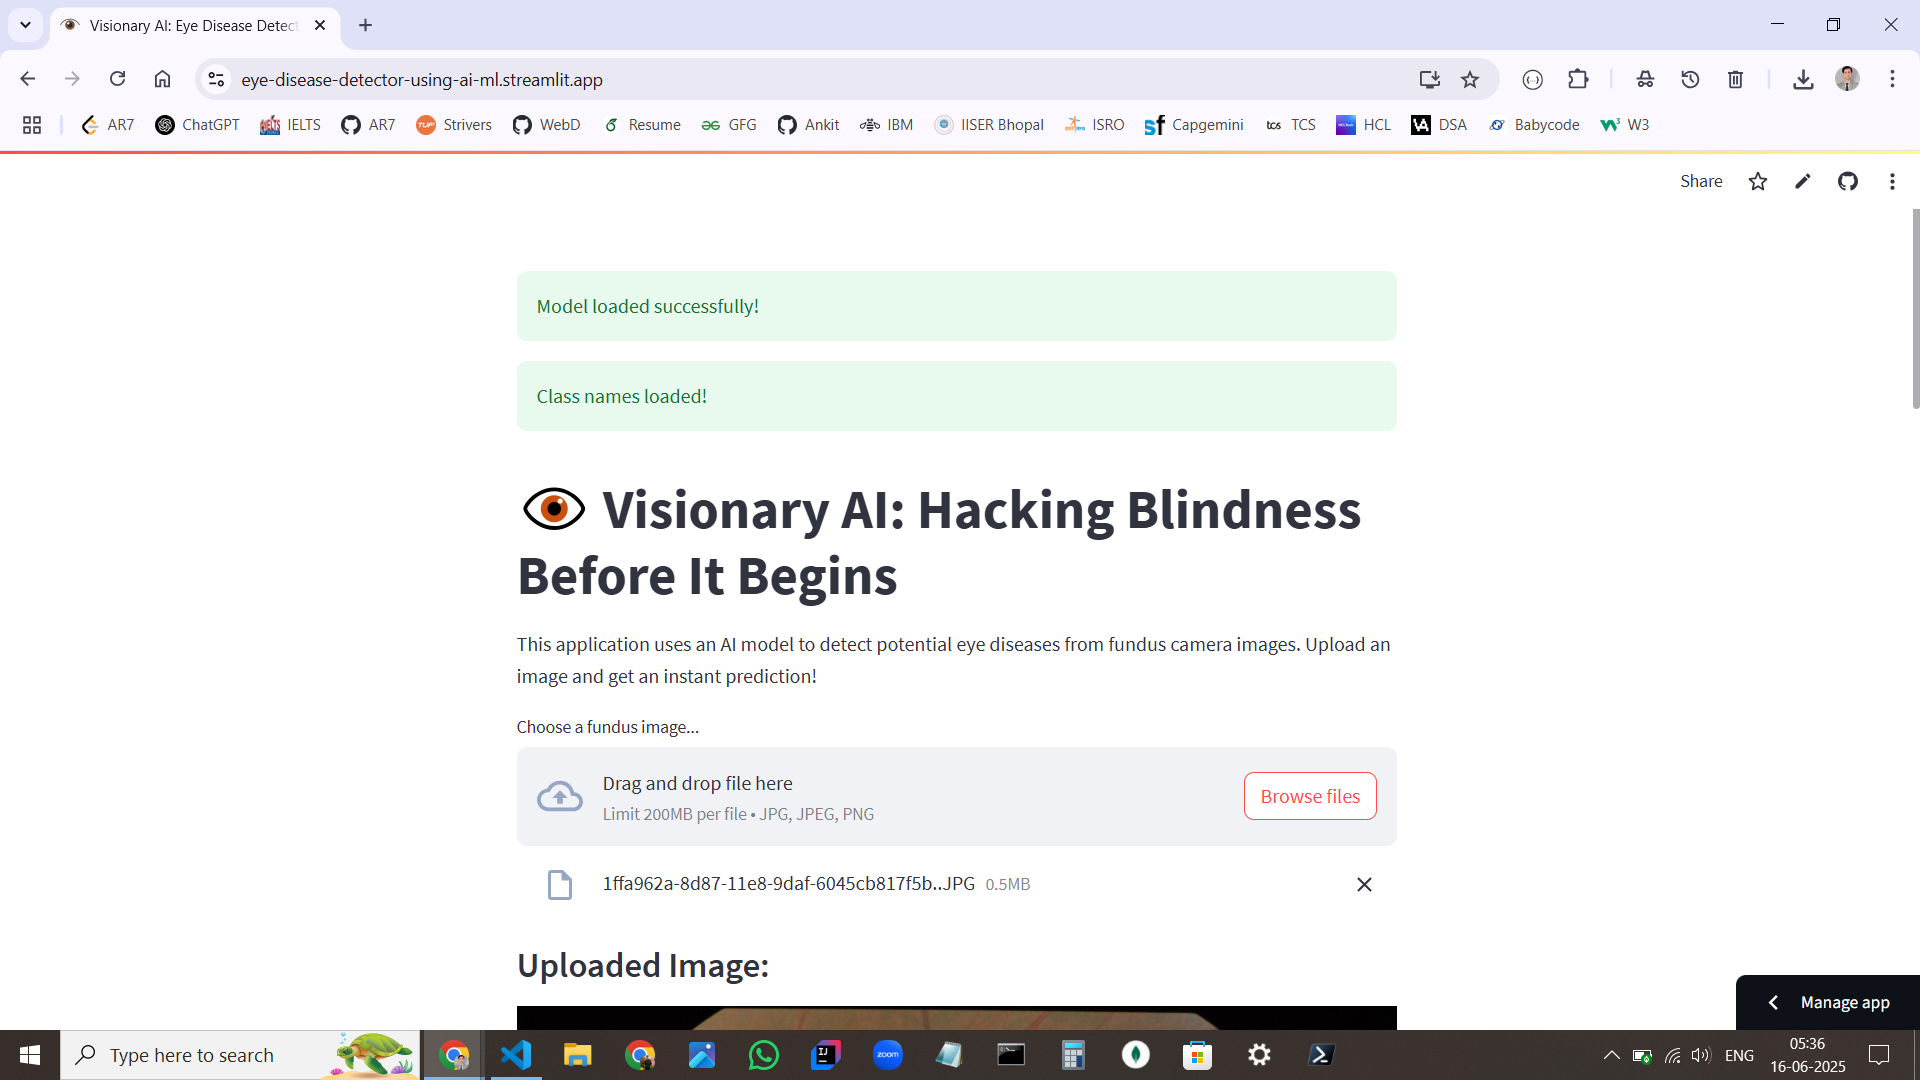 Visionary AI: Eye Disease Detect
eye-disease-detector-using-ai-ml.streamlit.app
AR7 ChatGPT IELTS AR7 Strivers WebD Resume GFG Ankit IBM IISER Bhopal ISRO Capgemini TCS HCL DSA Babycode W3
Share
Model loaded successfully!
Class names loaded!
Visionary AI: Hacking Blindness
Before It Begins
This application uses an AI model to detect potential eye diseases from fundus camera images. Upload an
image and get an instant prediction!
Choose a fundus image...
Drag and drop file here
Limit 200MB per file • JPG, JPEG, PNG
Browse files
1ffa962a-8d87-11e8-9daf-6045cb817f5b..JPG 0.5MB
Uploaded Image:
Manage app
Type here to search
zoom
ENG
05:36
16-06-2025